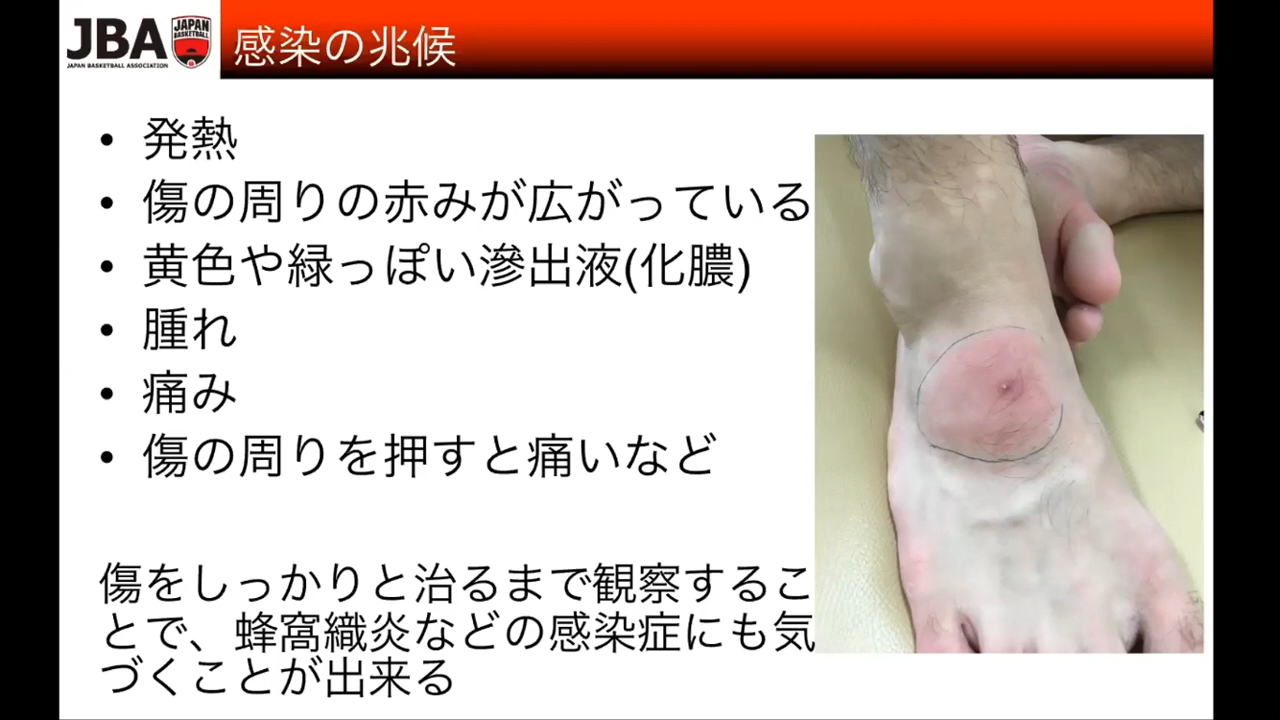 JBA
JAPAN BASKETBALL ASSOCIATION
JAPAN
BASKETBALL
感染の兆候
• 発熱
• 傷の周りの赤みが広がっている
• 黄色や緑っぽい滲出液(化膿)
• 腫れ
• 痛み
• 傷の周りを押すと痛いなど
傷をしっかりと治るまで観察するこ
とで、蜂窩織炎などの感染症にも気
づくことが出来る